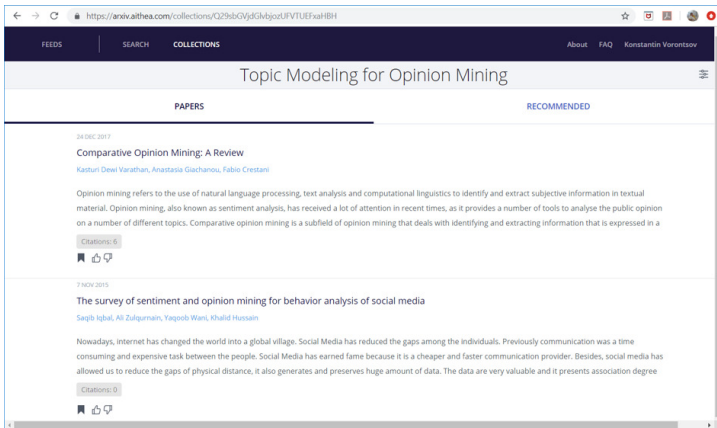 https://arxiv.aithea.com/collections/Q29sbGVjdGlvbjozUFVTUEFxaHBH
FEEDS SEARCH COLLECTIONS About FAQ Konstantin Vorontsov
Topic Modeling for Opinion Mining
PAPERS RECOMMENDED
24 DEC 2017
Comparative Opinion Mining: A Review
Kasturi Dewi Varathan, Anastasia Giachanou, Fabio Crestani
Opinion mining refers to the use of natural language processing, text analysis and computational linguistics to identify and extract subjective information in textual
material. Opinion mining, also known as sentiment analysis, has received a lot of attention in recent times, as it provides a number of tools to analyse the public opinion
on a number of different topics. Comparative opinion mining is a subfield of opinion mining that deals with identifying and extracting information that is expressed in a
Citations: 6
7 NOV 2015
The survey of sentiment and opinion mining for behavior analysis of social media
Saqib Iqbal, Ali Zulqurnain, Yaqoob Wani, Khalid Hussain
Nowadays, internet has changed the world into a global village. Social Media has reduced the gaps among the individuals. Previously communication was a time
consuming and expensive task between the people. Social Media has earned fame because it is a cheaper and faster communication provider. Besides, social media has
allowed us to reduce the gaps of physical distance, it also generates and preserves huge amount of data. The data are very valuable and it presents association degree
Citations: 0